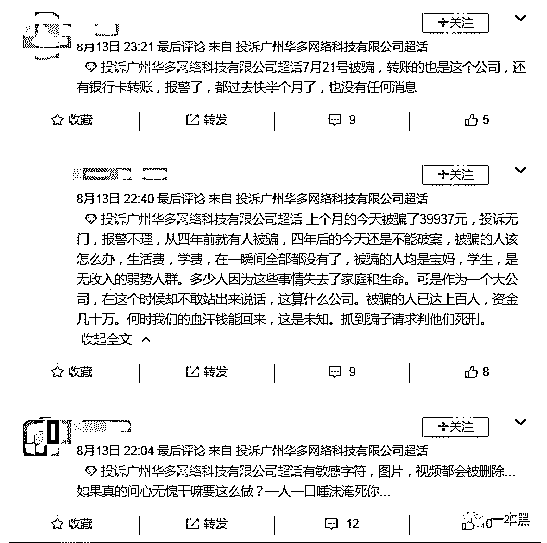 +关注
8月13日 23:21 最后评论 来自 投诉广州华多网络科技有限公司超话
投诉广州华多网络科技有限公司超话7月21号被骗，转账的也是这个公司，还
有银行卡转账，报警了，都过去快半个月了，也没有任何消息
收藏 转发 9 5
+关注
8月13日 22:40 最后评论 来自 投诉广州华多网络科技有限公司超话
投诉广州华多网络科技有限公司超话 上个月的今天被骗了39937元，投诉无
门，报警不理，从四年前就有人被骗，四年后的今天还是不能破案，被骗的人该
怎么办，生活费，学费，在一瞬间全部都没有了，被骗的人均是宝妈，学生，是
无收入的弱势人群。多少人因为这些事情失去了家庭和生命。可是作为一个大公
司，在这个时候却不敢站出来说话，这算什么公司。被骗的人已达上百人，资金
几十万。何时我们的血汗钱能回来，这是未知。抓到骗子请求判他们死刑。
收起全文
收藏 转发 9 8
+关注
8月13日 22:04 最后评论 来自 投诉广州华多网络科技有限公司超话
投诉广州华多网络科技有限公司超话有敏感字符，图片，视频都会被删除...
如果真的问心无愧干嘛要这么做？一人一口唾沫淹死你...
收藏 转发 12 10